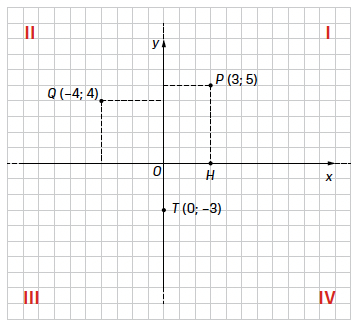 II
I
y
P (3; 5)
Q (–4; 4)
O
H
x
T (0; –3)
III
IV